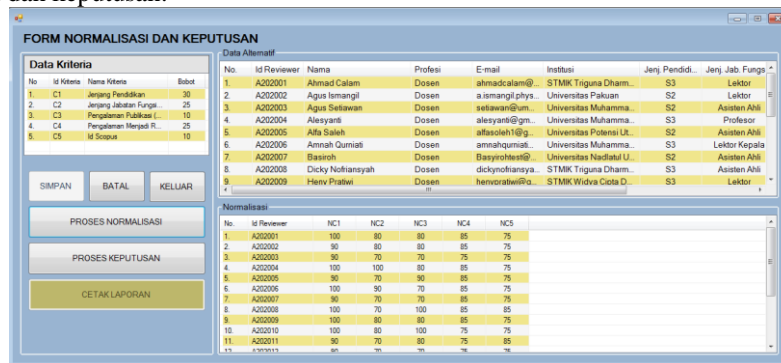 dan keputusan.
FORM NORMALISASI DAN KEPUTUSAN
Data Kriteria
No Id Kriteria Nama Kriteria Bobot
1. C1 Jenjang Pendidikan 30
2. C2 Jenjang Jabatan Fungsi... 25
3. C3 Pengalaman Publikasi (... 10
4. C4 Pengalaman Menjadi R... 25
5. C5 Id Scopus 10
SIMPAN BATAL KELUAR
PROSES NORMALISASI
PROSES KEPUTUSAN
CETAK LAPORAN
Data Alternatif
No. Id Reviewer Nama Profesi E-mail Institusi Jenj. Pendidi... Jenj. Jab. Fungs
1. A202001 Ahmad Calam Dosen ahmadcalam@... STMIK Triguna Dharm... S3 Lektor
2. A202002 Agus Ismangil Dosen a.ismangil.phys... Universitas Pakuan S2 Lektor
3. A202003 Agus Setiawan Dosen setiawan@um... Universitas Muhamma... S2 Asisten Ahli
4. A202004 Alesyanti Dosen alesyanti@gm... Universitas Muhamma... S3 Profesor
5. A202005 Alfa Saleh Dosen alfasoleh1@g... Universitas Potensi Ut... S2 Asisten Ahli
6. A202006 Amnah Qurniati Dosen amnahqurniati... Universitas Muhamma... S3 Lektor Kepala
7. A202007 Basiroh Dosen Basyirohtest@... Universitas Nadlatul U... S2 Asisten Ahli
8. A202008 Dicky Nofriansyah Dosen dickynofriansya... STMIK Triguna Dharm... S3 Asisten Ahli
9. A202009 Heny Pratiwi Dosen henypratiwi@g... STMIK Widya Cipta D... S3 Lektor
Normalisasi
No. Id Reviewer NC1 NC2 NC3 NC4 NC5
1. A202001 100 80 80 85 75
2. A202002 90 80 80 85 75
3. A202003 90 70 70 85 75
4. A202004 100 100 80 85 75
5. A202005 90 70 90 85 75
6. A202006 100 90 70 85 75
7. A202007 90 70 70 85 75
8. A202008 100 70 100 85 85
9. A202009 100 80 80 85 75
10. A202010 100 80 100 75 75
11. A202011 90 70 80 75 85
12. A202012 90 70 70 75 75